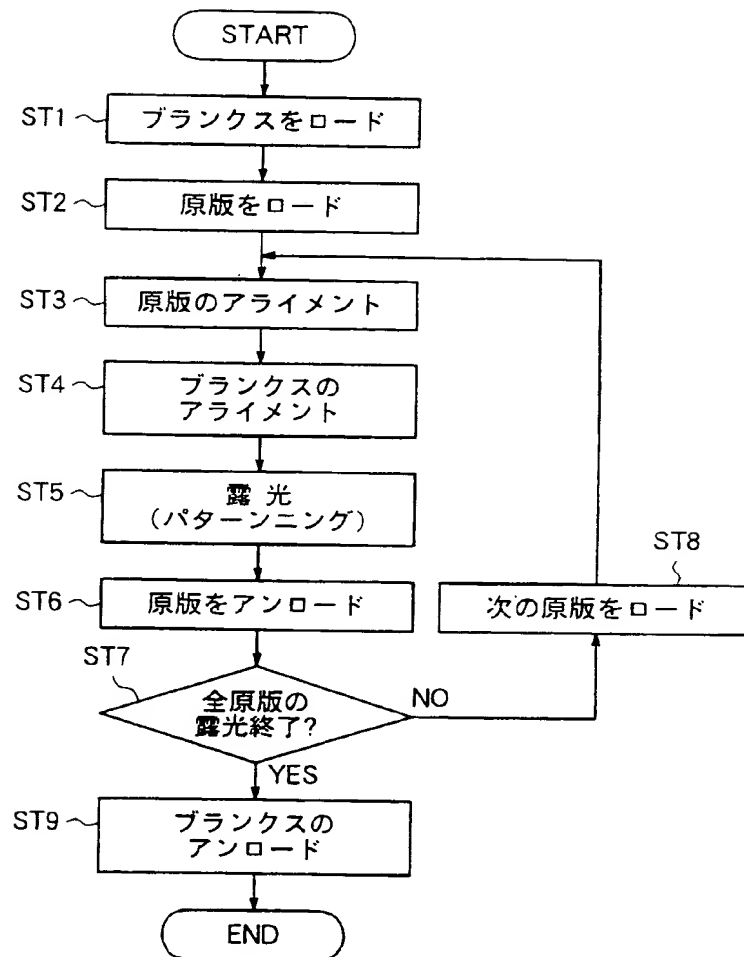 START
ST1
ブランクスをロード
ST2
原版をロード
ST3
原版のアライメント
ST4
ブランクスの
アライメント
ST5
露光
(パターンニング)
ST6
原版をアンロード
ST8
次の原版をロード
ST7
全原版の
露光終了?
NO
YES
ST9
ブランクスの
アンロード
END